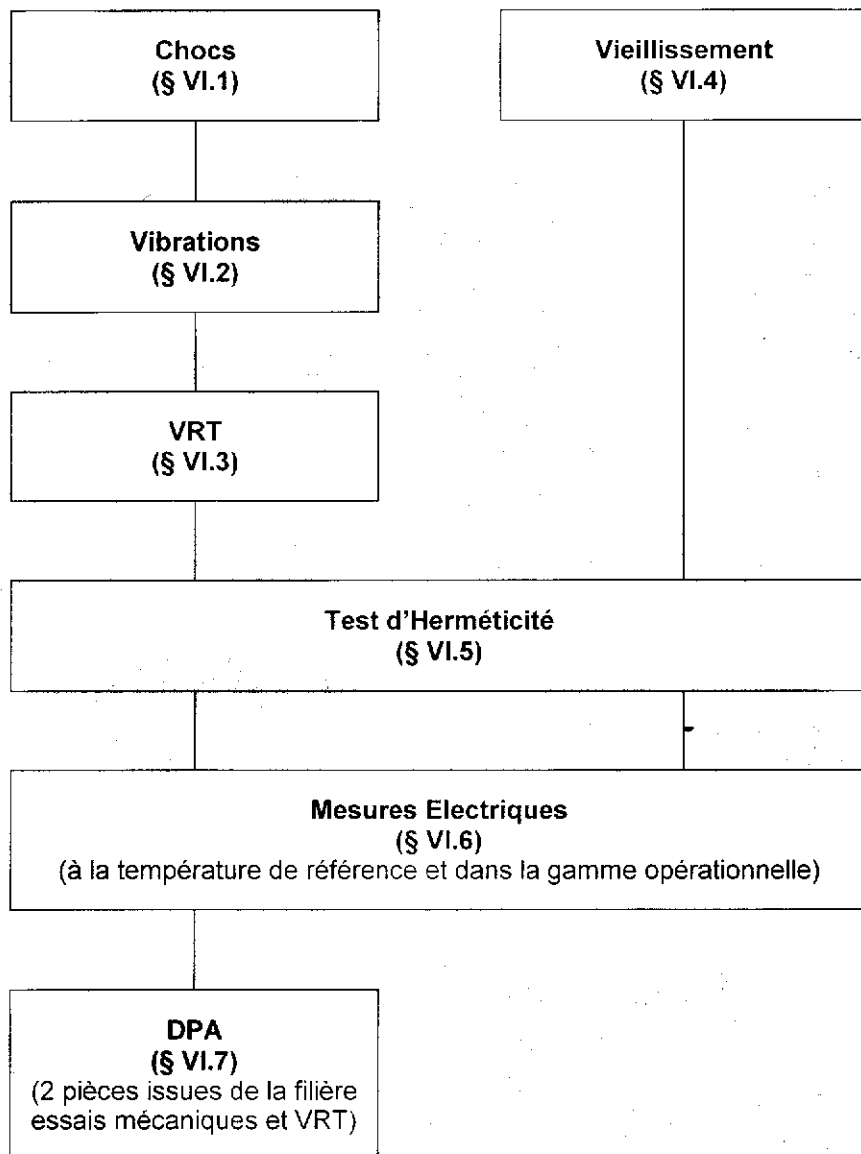 Chocs
(§ VI.1)
Vieillissement
(§ VI.4)
Vibrations
(§ VI.2)
VRT
(§ VI.3)
Test d'Herméticité
(§ VI.5)
Mesures Electriques
(§ VI.6)
(à la température de référence et dans la gamme opérationnelle)
DPA
(§ VI.7)
(2 pièces issues de la filière
essais mécaniques et VRT)